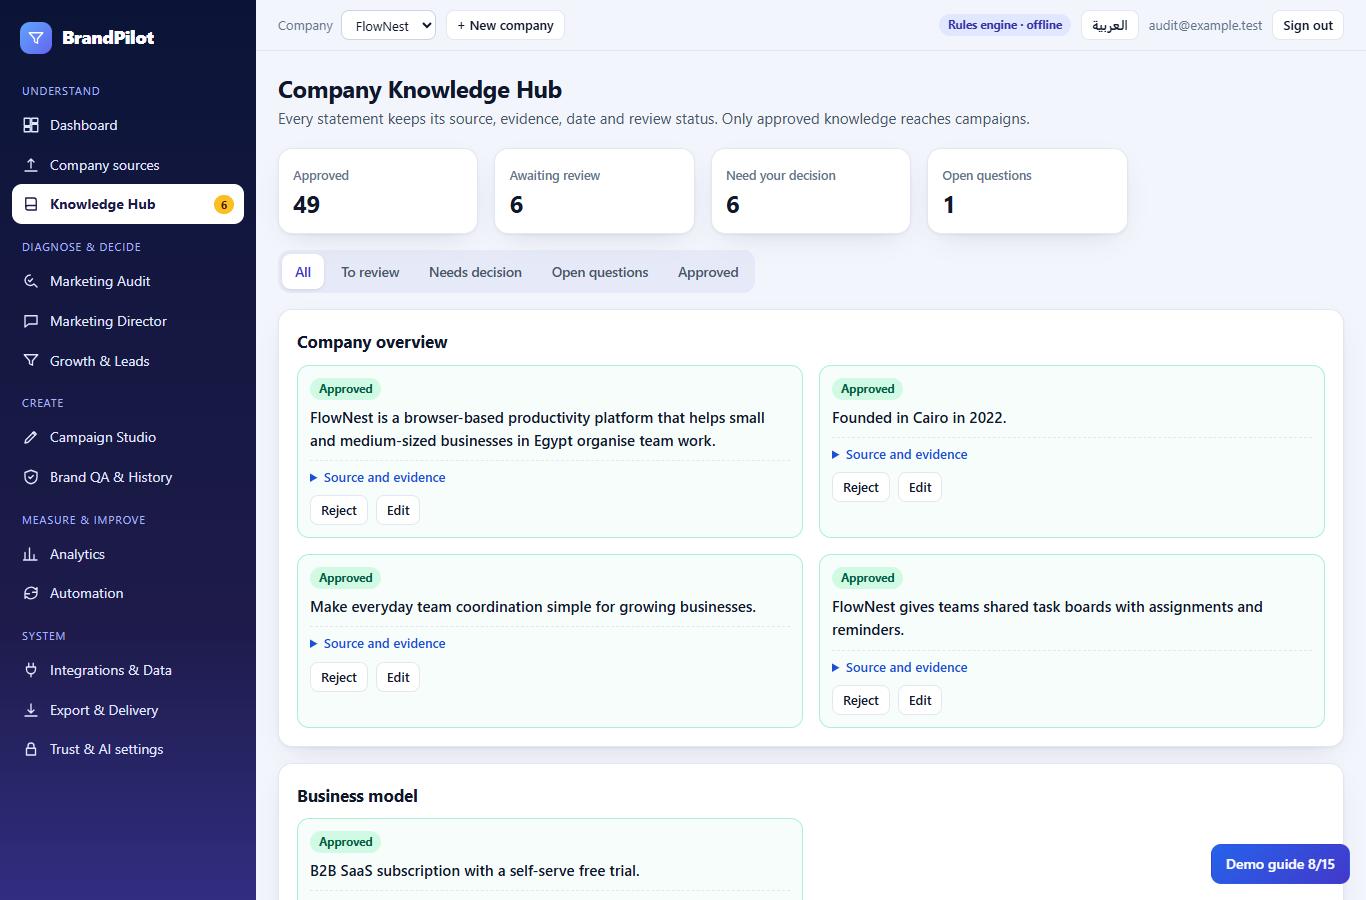 BrandPilot
UNDERSTAND
Dashboard
Company sources
Knowledge Hub
6
DIAGNOSE & DECIDE
Marketing Audit
Marketing Director
Growth & Leads
CREATE
Campaign Studio
Brand QA & History
MEASURE & IMPROVE
Analytics
Automation
SYSTEM
Integrations & Data
Export & Delivery
Trust & AI settings
Company
FlowNest
+ New company
Rules engine · offline
العربية
audit@example.test
Sign out
Company Knowledge Hub
Every statement keeps its source, evidence, date and review status. Only approved knowledge reaches campaigns.
Approved
49
Awaiting review
6
Need your decision
6
Open questions
1
All
To review
Needs decision
Open questions
Approved
Company overview
Approved
FlowNest is a browser-based productivity platform that helps small
and medium-sized businesses in Egypt organise team work.
Source and evidence
Reject
Edit
Approved
Founded in Cairo in 2022.
Source and evidence
Reject
Edit
Approved
Make everyday team coordination simple for growing businesses.
Source and evidence
Reject
Edit
Approved
FlowNest gives teams shared task boards with assignments and
reminders.
Source and evidence
Reject
Edit
Business model
Approved
B2B SaaS subscription with a self-serve free trial.
Demo guide 8/15